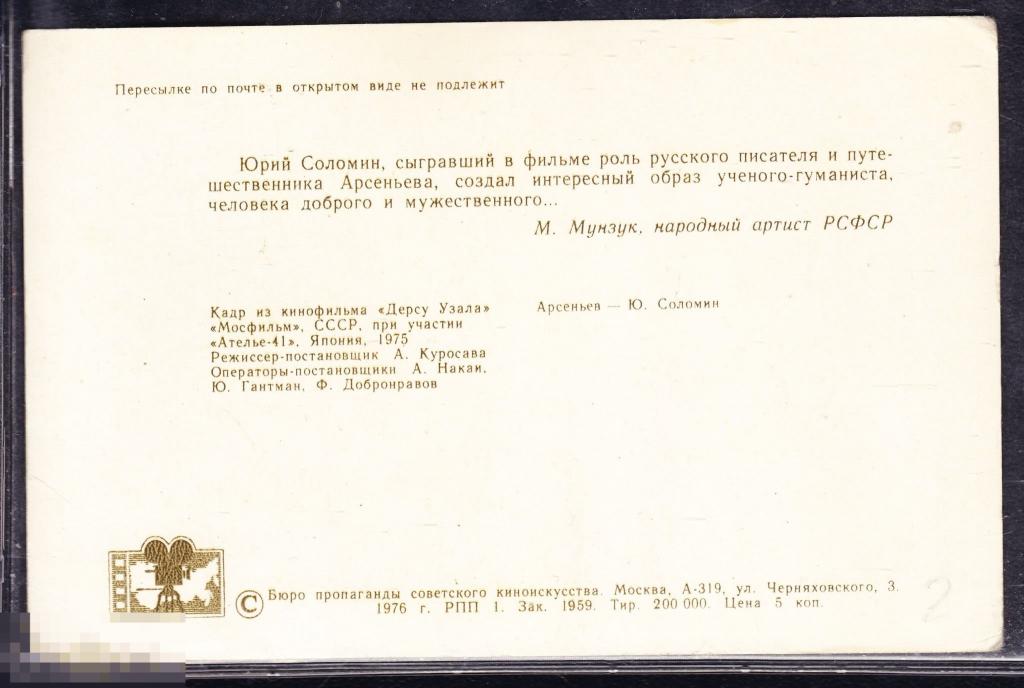 Пересылке по почте в открытом виде не подлежит
Юрий Соломин, сыгравший в фильме роль русского писателя и путе-
шественника Арсеньева, создал интересный образ ученого-гуманиста,
человека доброго и мужественного...
М. Мунзук, народный артист РСФСР
Кадр из кинофильма «Дерсу Узала»
«Мосфильм», СССР, при участии
«Ателье-41», Япония, 1975
Режиссер-постановщик А. Куросава
Операторы-постановщики А. Накаи,
Ю. Гантман, Ф. Добронравов
Арсеньев — Ю. Соломин
© Бюро пропаганды советского киноискусства. Москва, А-319, ул. Черняховского, 3.
1976 г. РПП 1. Зак. 1959. Тир. 200 000. Цена 5 коп.
2